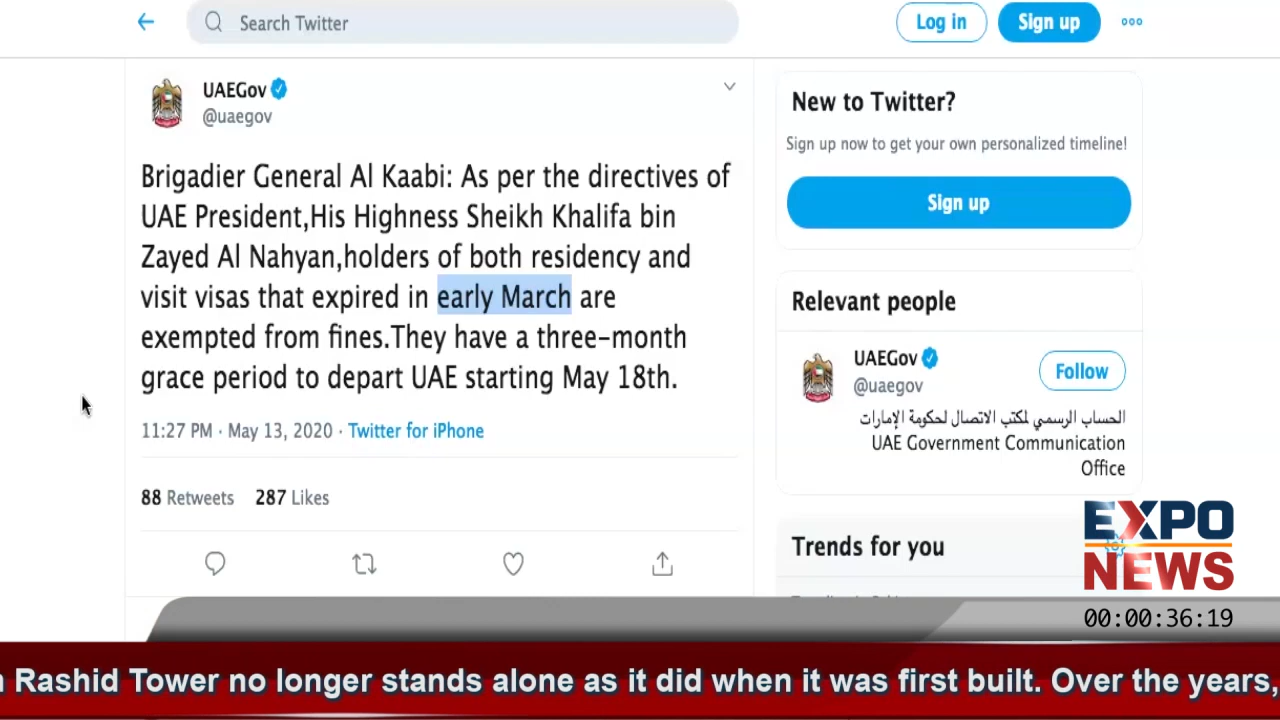 Search Twitter
Log in
Sign up
UAEGov
@uaegov
Brigadier General Al Kaabi: As per the directives of
UAE President,His Highness Sheikh Khalifa bin
Zayed Al Nahyan,holders of both residency and
visit visas that expired in early March are
exempted from fines.They have a three-month
grace period to depart UAE starting May 18th.
11:27 PM · May 13, 2020 · Twitter for iPhone
88 Retweets 287 Likes
New to Twitter?
Sign up now to get your own personalized timeline!
Sign up
Relevant people
UAEGov
@uaegov
Follow
الحساب الرسمي لمكتب الاتصال لحكومة الإمارات
UAE Government Communication
Office
Trends for you
EXPO
NEWS
00:00:36:19
Rashid Tower no longer stands alone as it did when it was first built. Over the years,